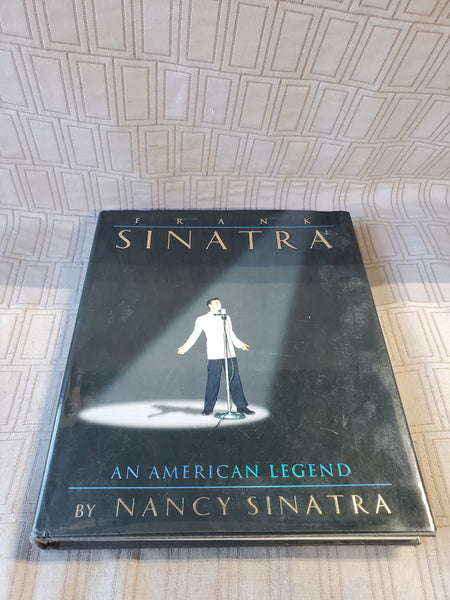 FRANK
SINATRA
AN AMERICAN LEGEND
BY NANCY SINATRA